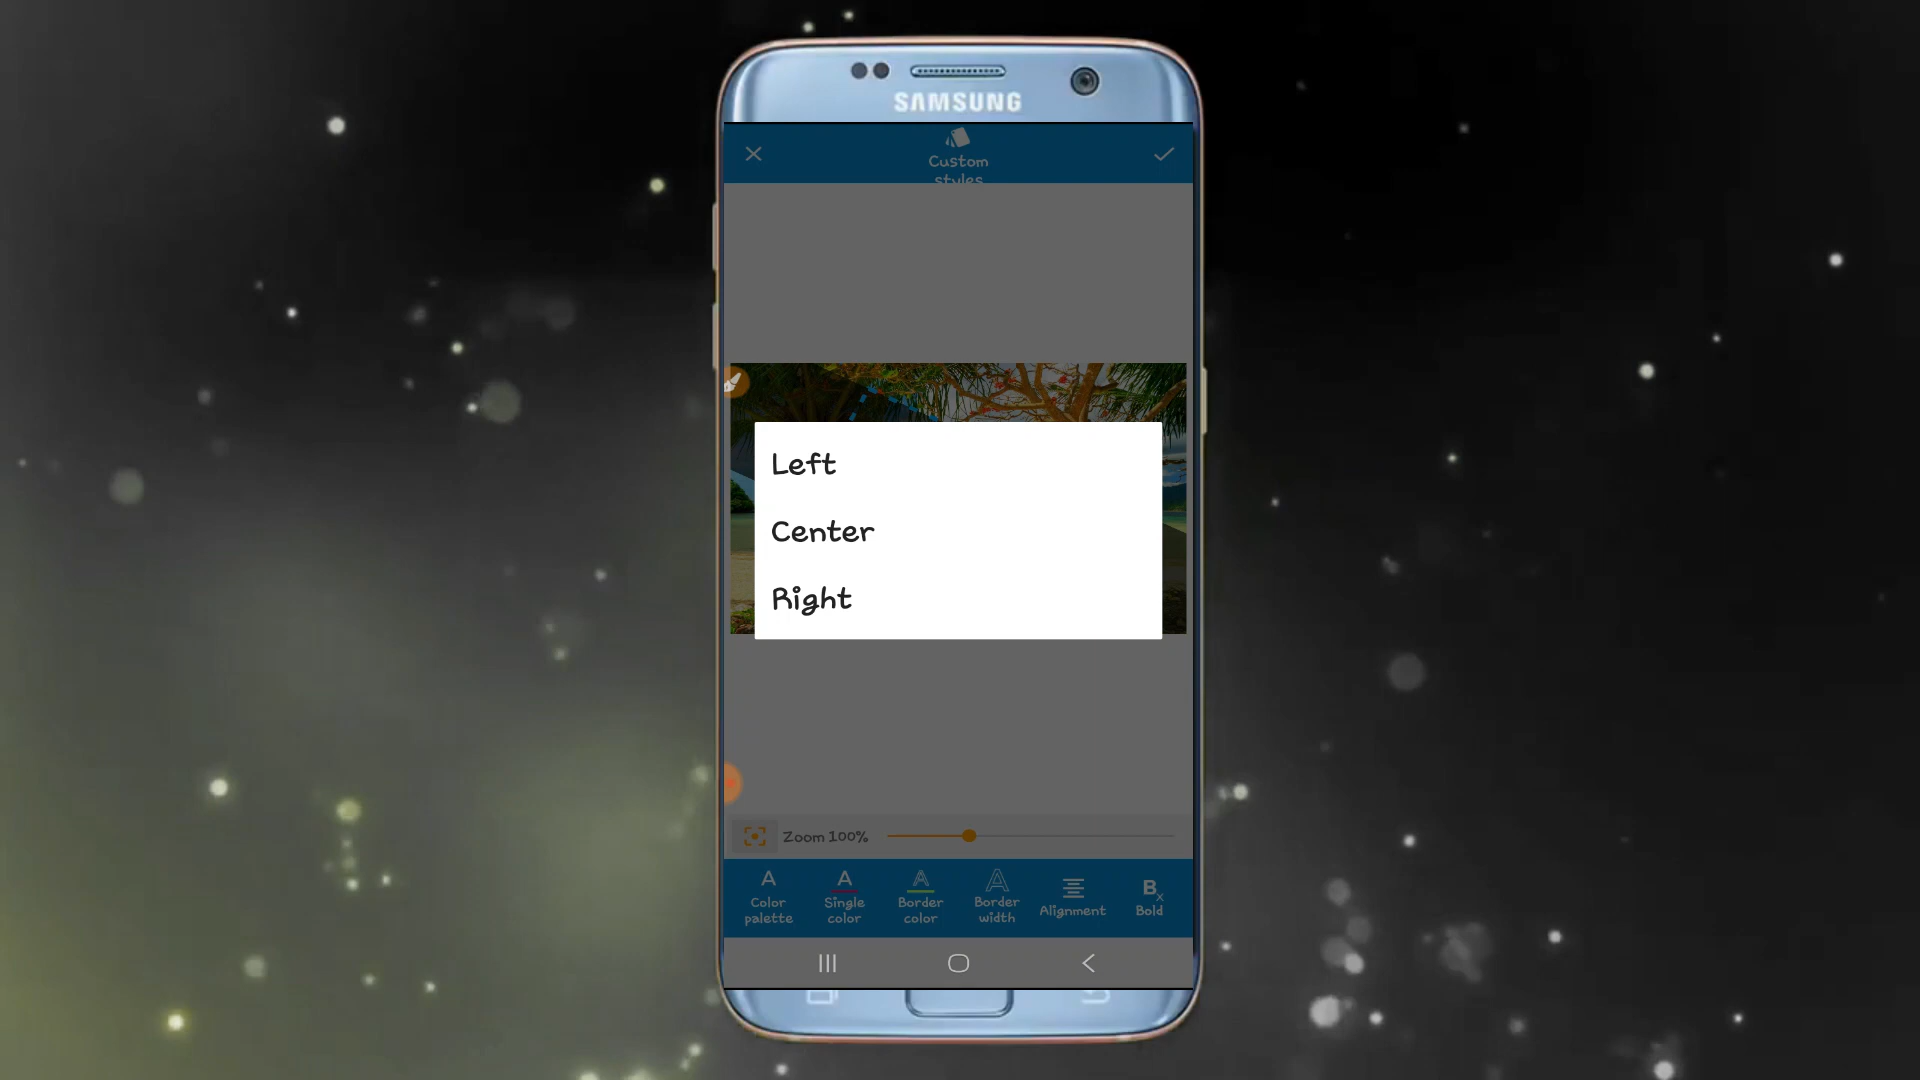 SAMSUNG
Custom
styles
Left
Center
Right
Zoom 100%
Color
palette
Single
color
Border
color
Border
width
Alignment
Bold